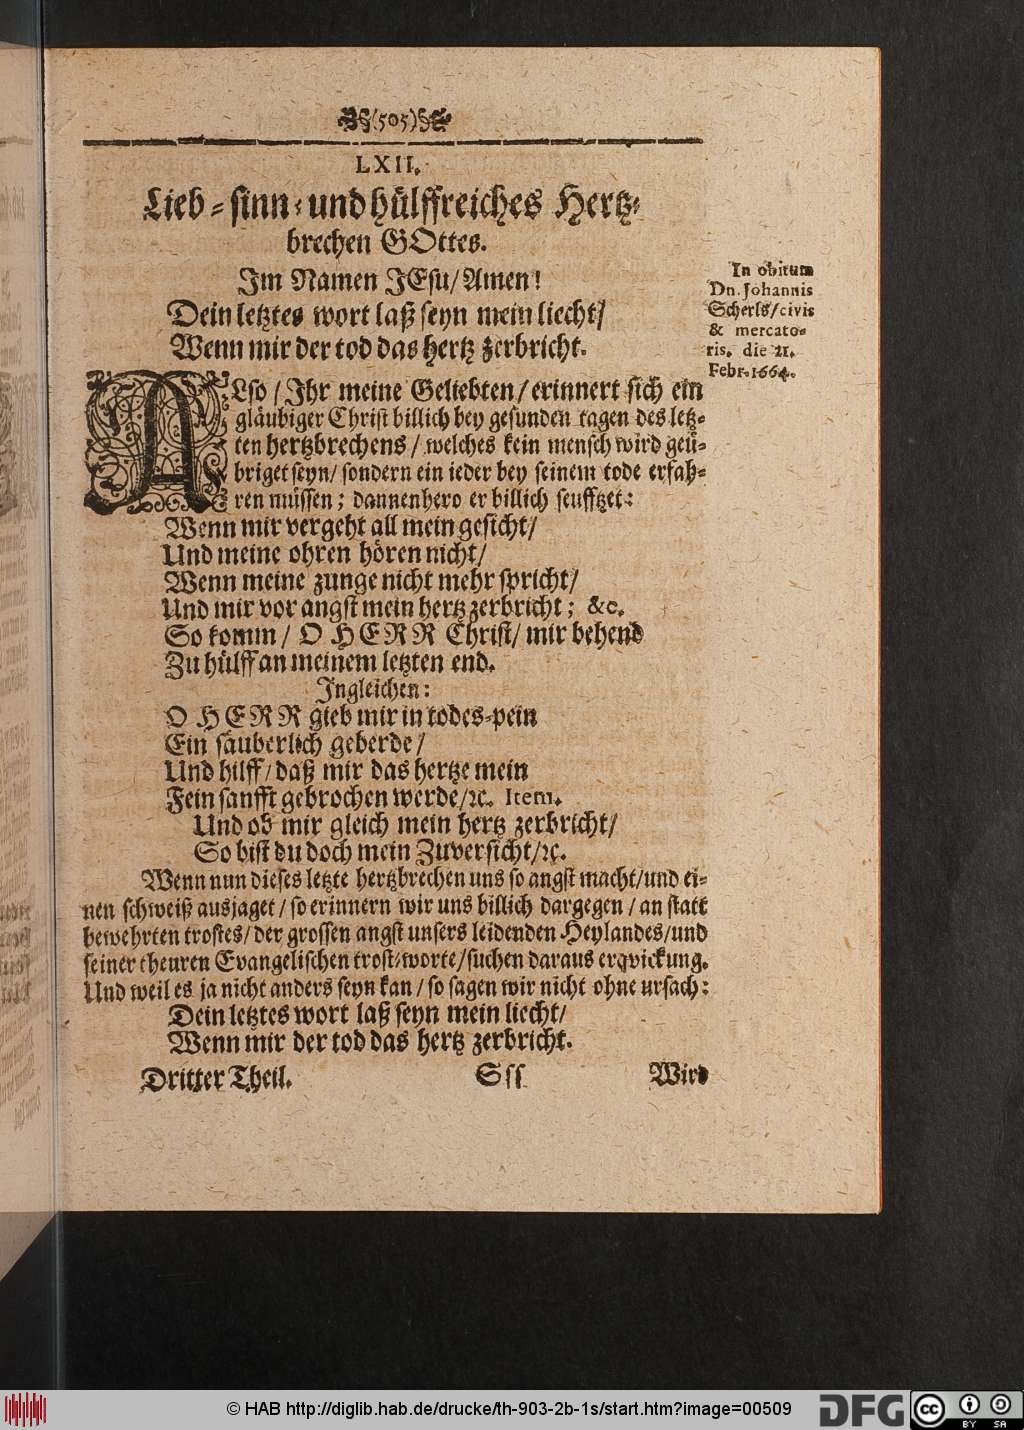 (505)
LXII.
Lieb- sinn- und hülffreiches Hertz-
brechen GOttes.
Im Namen JEsu/ Amen!
Dein letztes wort laß seyn mein liecht/
Wenn mir der tod das hertz zerbricht.
In obitum
Dn. Johannis
Scherls/ civis
& mercato-
ris, die 21.
Febr. 1664.
ALso / Ihr meine Geliebten / erinnert sich ein
gläubiger Christ billich bey gesunden tagen des letz-
ten hertzbrechens / welches kein mensch wird geü-
briget seyn/ sondern ein ieder bey seinem tode erfah-
ren müssen; dannenhero er billich seufftzet:
Wenn mir vergeht all mein gesicht/
Und meine ohren hören nicht/
Wenn meine zunge nicht mehr spricht/
Und mir vor angst mein hertz zerbricht; &c.
So komm / O HERR Christ/ mir behend
Zu hülff an meinem letzten end.
Ingleichen:
O HERR gieb mir in todes-pein
Ein säuberlich geberde/
Und hilff/ daß mir das hertze mein
Fein sanfft gebrochen werde/ ꝛc. Item.
Und ob mir gleich mein hertz zerbricht/
So bist du doch mein Zuversicht/ ꝛc.
Wenn nun dieses letzte hertzbrechen uns so angst macht/ und ei-
nen schweiß ausjaget / so erinnern wir uns billich dargegen / an statt
bewehrten trostes/ der grossen angst unsers leidenden Heylandes/ und
seiner theuren Evangelischen trost-worte/ suchen daraus erqvickung.
Und weil es ja nicht anders seyn kan / so sagen wir nicht ohne ursach:
Dein letztes wort laß seyn mein liecht/
Wenn mir der tod das hertz zerbricht.
Dritter Theil. Sss Wird
© HAB http://diglib.hab.de/drucke/th-903-2b-1s/start.htm?image=00509
DFG
cc BY SA